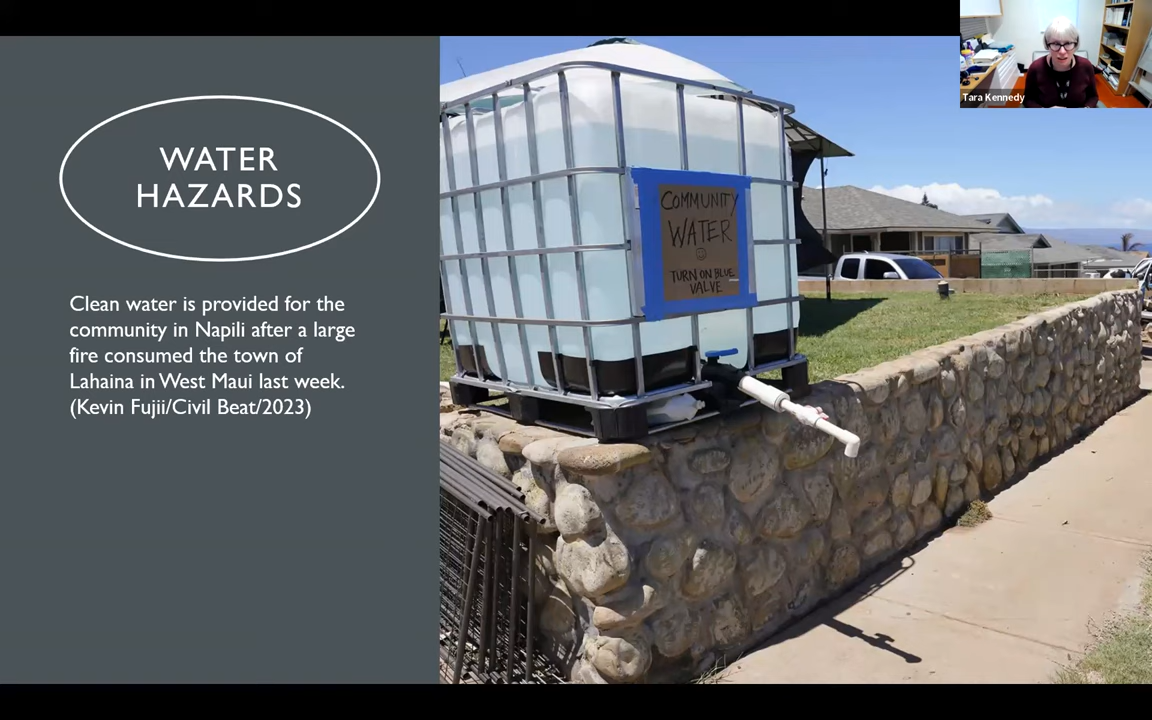 WATER
HAZARDS
Clean water is provided for the
community in Napili after a large
fire consumed the town of
Lahaina in West Maui last week.
(Kevin Fujii/Civil Beat/2023)
COMMUNITY
WATER
TURN ON BLUE
VALVE
Tara Kennedy